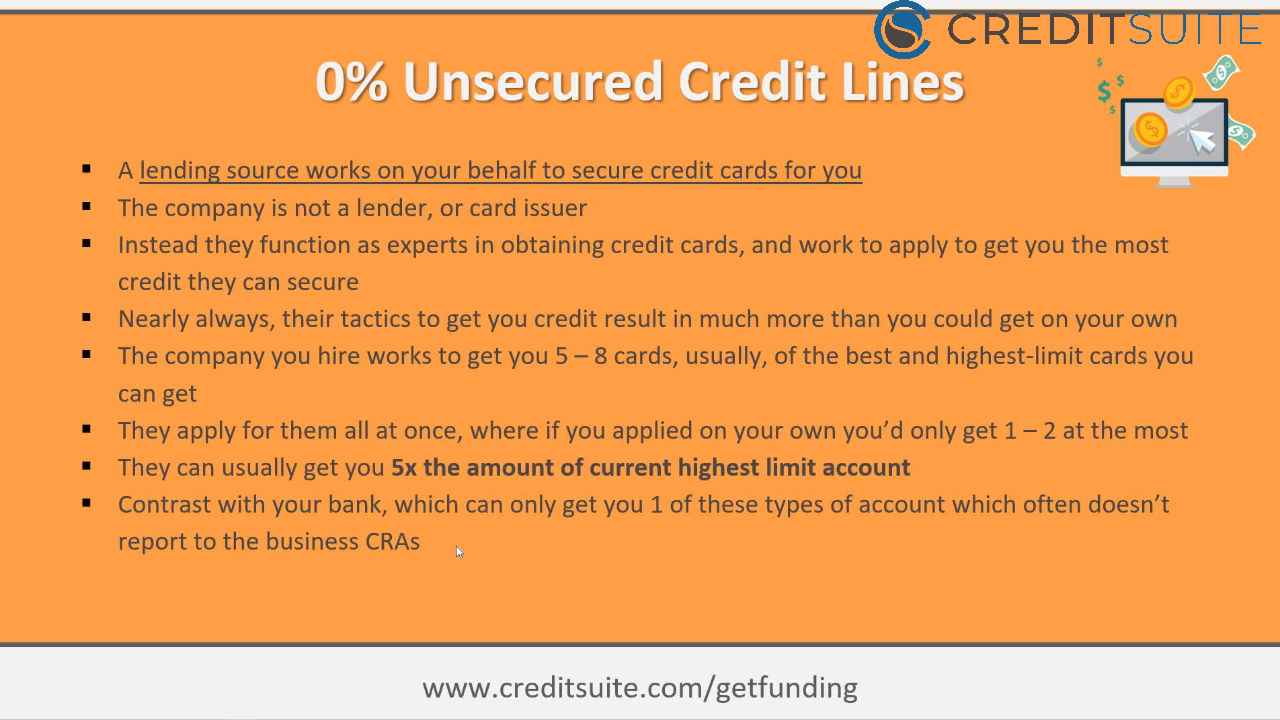 CREDITSUITE
0% Unsecured Credit Lines
▪ A lending source works on your behalf to secure credit cards for you
▪ The company is not a lender, or card issuer
▪ Instead they function as experts in obtaining credit cards, and work to apply to get you the most
credit they can secure
▪ Nearly always, their tactics to get you credit result in much more than you could get on your own
▪ The company you hire works to get you 5 – 8 cards, usually, of the best and highest-limit cards you
can get
▪ They apply for them all at once, where if you applied on your own you’d only get 1 – 2 at the most
▪ They can usually get you 5x the amount of current highest limit account
▪ Contrast with your bank, which can only get you 1 of these types of account which often doesn’t
report to the business CRAs
www.creditsuite.com/getfunding